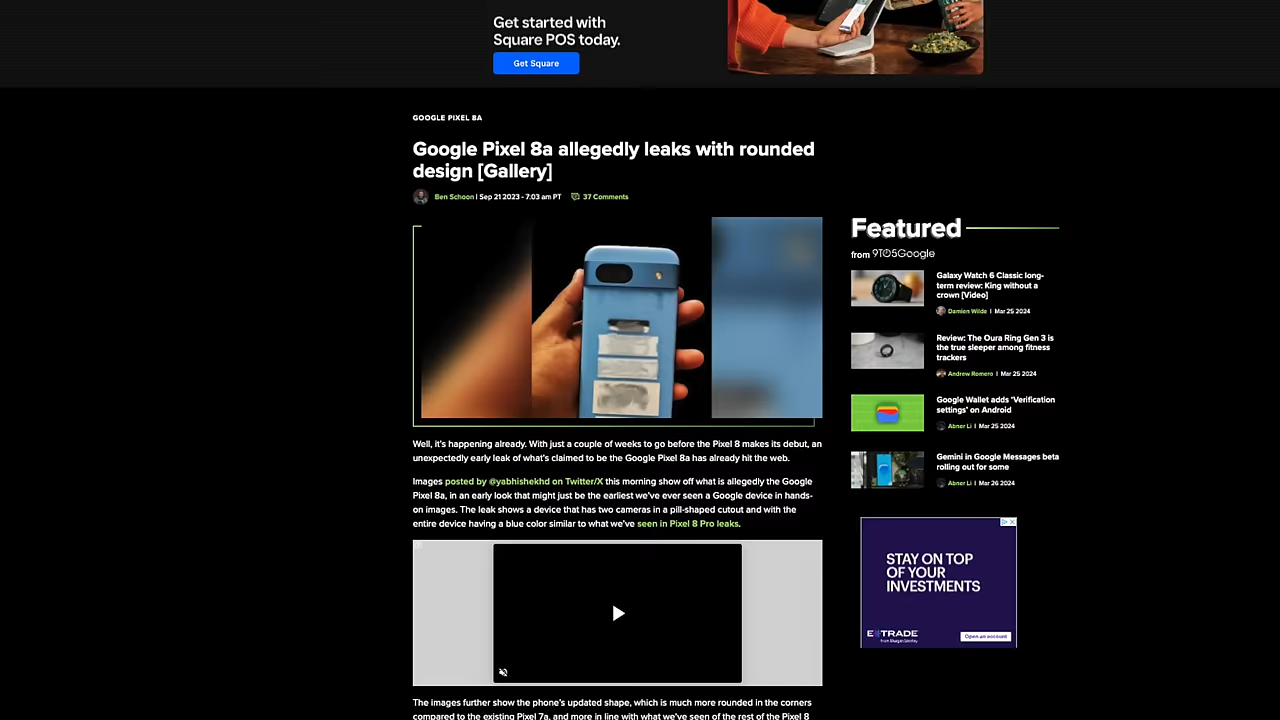 Get started with
Square POS today.
Get Square
GOOGLE PIXEL 8A
Google Pixel 8a allegedly leaks with rounded
design [Gallery]
Ben Schoon | Sep 21 2023 - 7:03 am PT
37 Comments
Well, it's happening already. With just a couple of weeks to go before the Pixel 8 makes its debut, an
unexpectedly early leak of what's claimed to be the Google Pixel 8a has already hit the web.
Images posted by @yabhishekhd on Twitter/X this morning show off what is allegedly the Google
Pixel 8a, in an early look that might just be the earliest we've ever seen a Google device in hands-
on images. The leak shows a device that has two cameras in a pill-shaped cutout and with the
entire device having a blue color similar to what we've seen in Pixel 8 Pro leaks.
The images further show the phone's updated shape, which is much more rounded in the corners
compared to the existing Pixel 7a, and more in line with what we've seen of the rest of the Pixel 8
Featured
from 9TO5Google
Galaxy Watch 6 Classic long-
term review: King without a
crown [Video]
Damien Wilde | Mar 25 2024
Review: The Oura Ring Gen 3 is
the true sleeper among fitness
trackers
Andrew Romero | Mar 25 2024
Google Wallet adds 'Verification
settings' on Android
Abner Li | Mar 25 2024
Gemini in Google Messages beta
rolling out for some
Abner Li | Mar 26 2024
STAY ON TOP
OF YOUR
INVESTMENTS
E*TRADE
from Morgan Stanley
Open an account